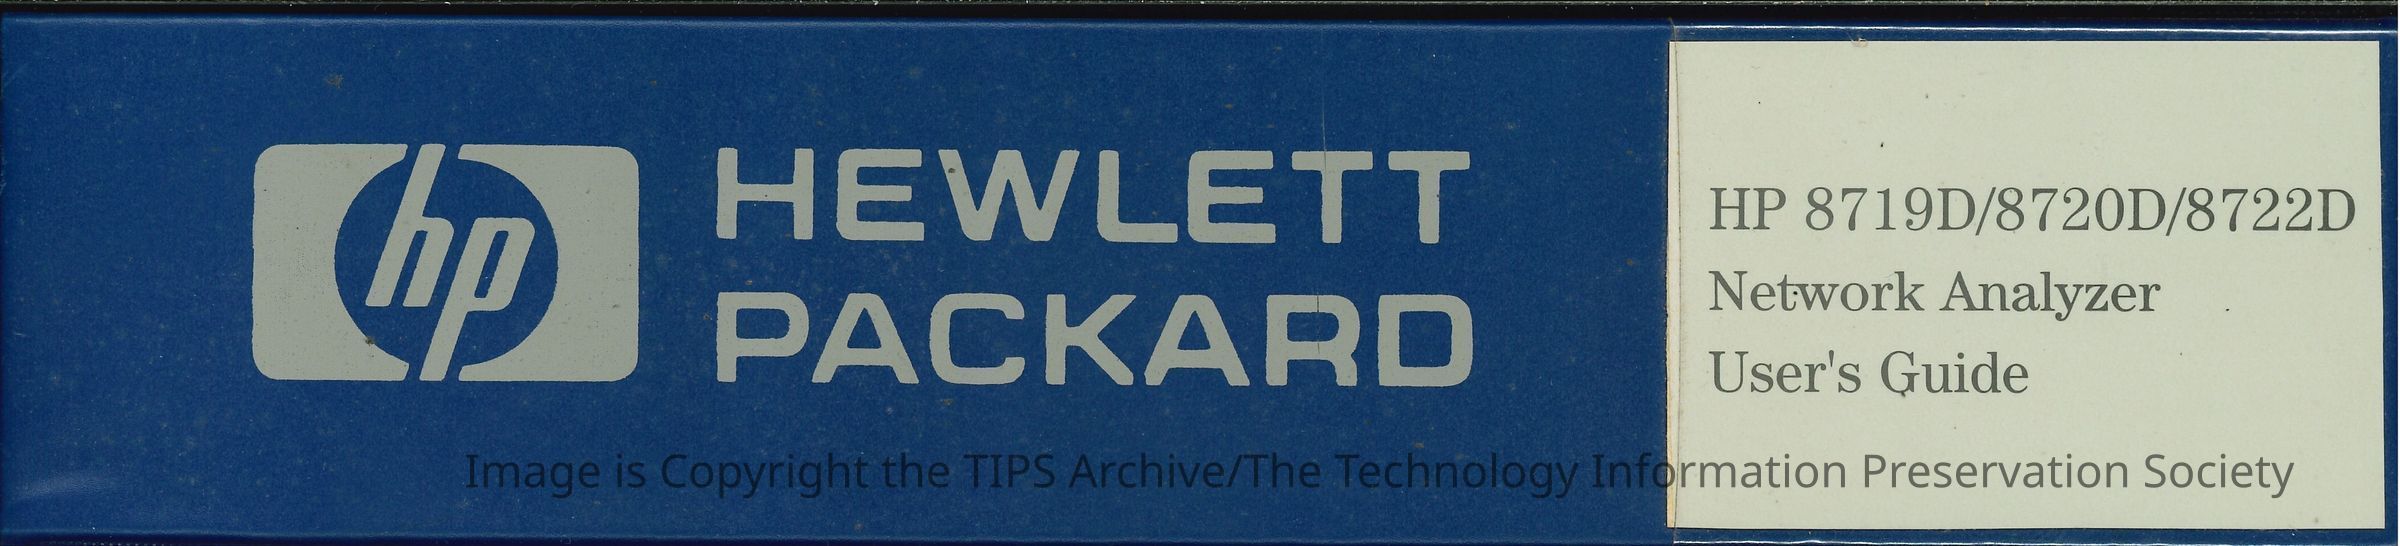 hp
HEWLETT
PACKARD
HP 8719D/8720D/8722D
Network Analyzer
User's Guide
Image is Copyright the TIPS Archive/The Technology Information Preservation Society